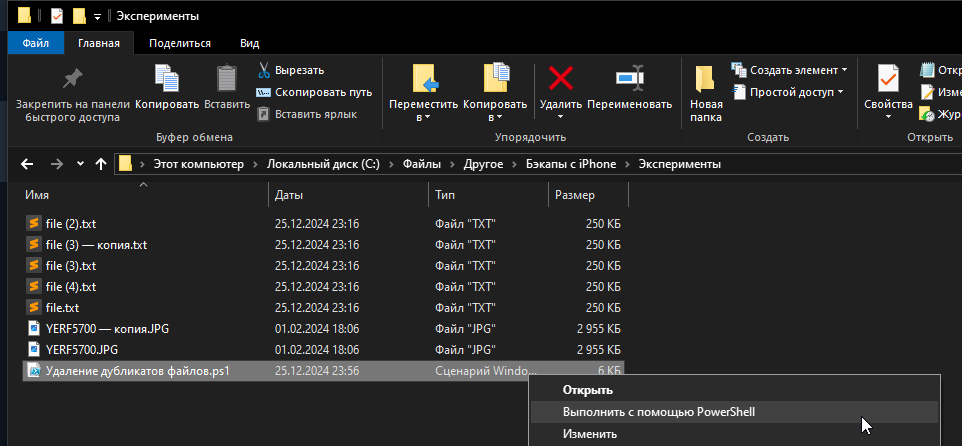 Эксперименты
Файл Главная Поделиться Вид
Закрепить на панели быстрого доступа
Копировать
Вставить
Вырезать
Скопировать путь
Вставить ярлык
Буфер обмена
Переместить в
Копировать в
Удалить
Переименовать
Упорядочить
Новая папка
Создать элемент
Простой доступ
Создать
Свойства
Откр
Изме
Жур
Открыть
Этот компьютер > Локальный диск (C:) > Файлы > Другое > Бэкапы с iPhone > Эксперименты
Имя Даты Тип Размер
file (2).txt 25.12.2024 23:16 Файл "TXT" 250 КБ
file (3) — копия.txt 25.12.2024 23:16 Файл "TXT" 250 КБ
file (3).txt 25.12.2024 23:16 Файл "TXT" 250 КБ
file (4).txt 25.12.2024 23:16 Файл "TXT" 250 КБ
file.txt 25.12.2024 23:16 Файл "TXT" 250 КБ
YERF5700 — копия.JPG 01.02.2024 18:06 Файл "JPG" 2 955 КБ
YERF5700.JPG 01.02.2024 18:06 Файл "JPG" 2 955 КБ
Удаление дубликатов файлов.ps1 25.12.2024 23:56 Сценарий Windo... 6 КБ
Открыть
Выполнить с помощью PowerShell
Изменить